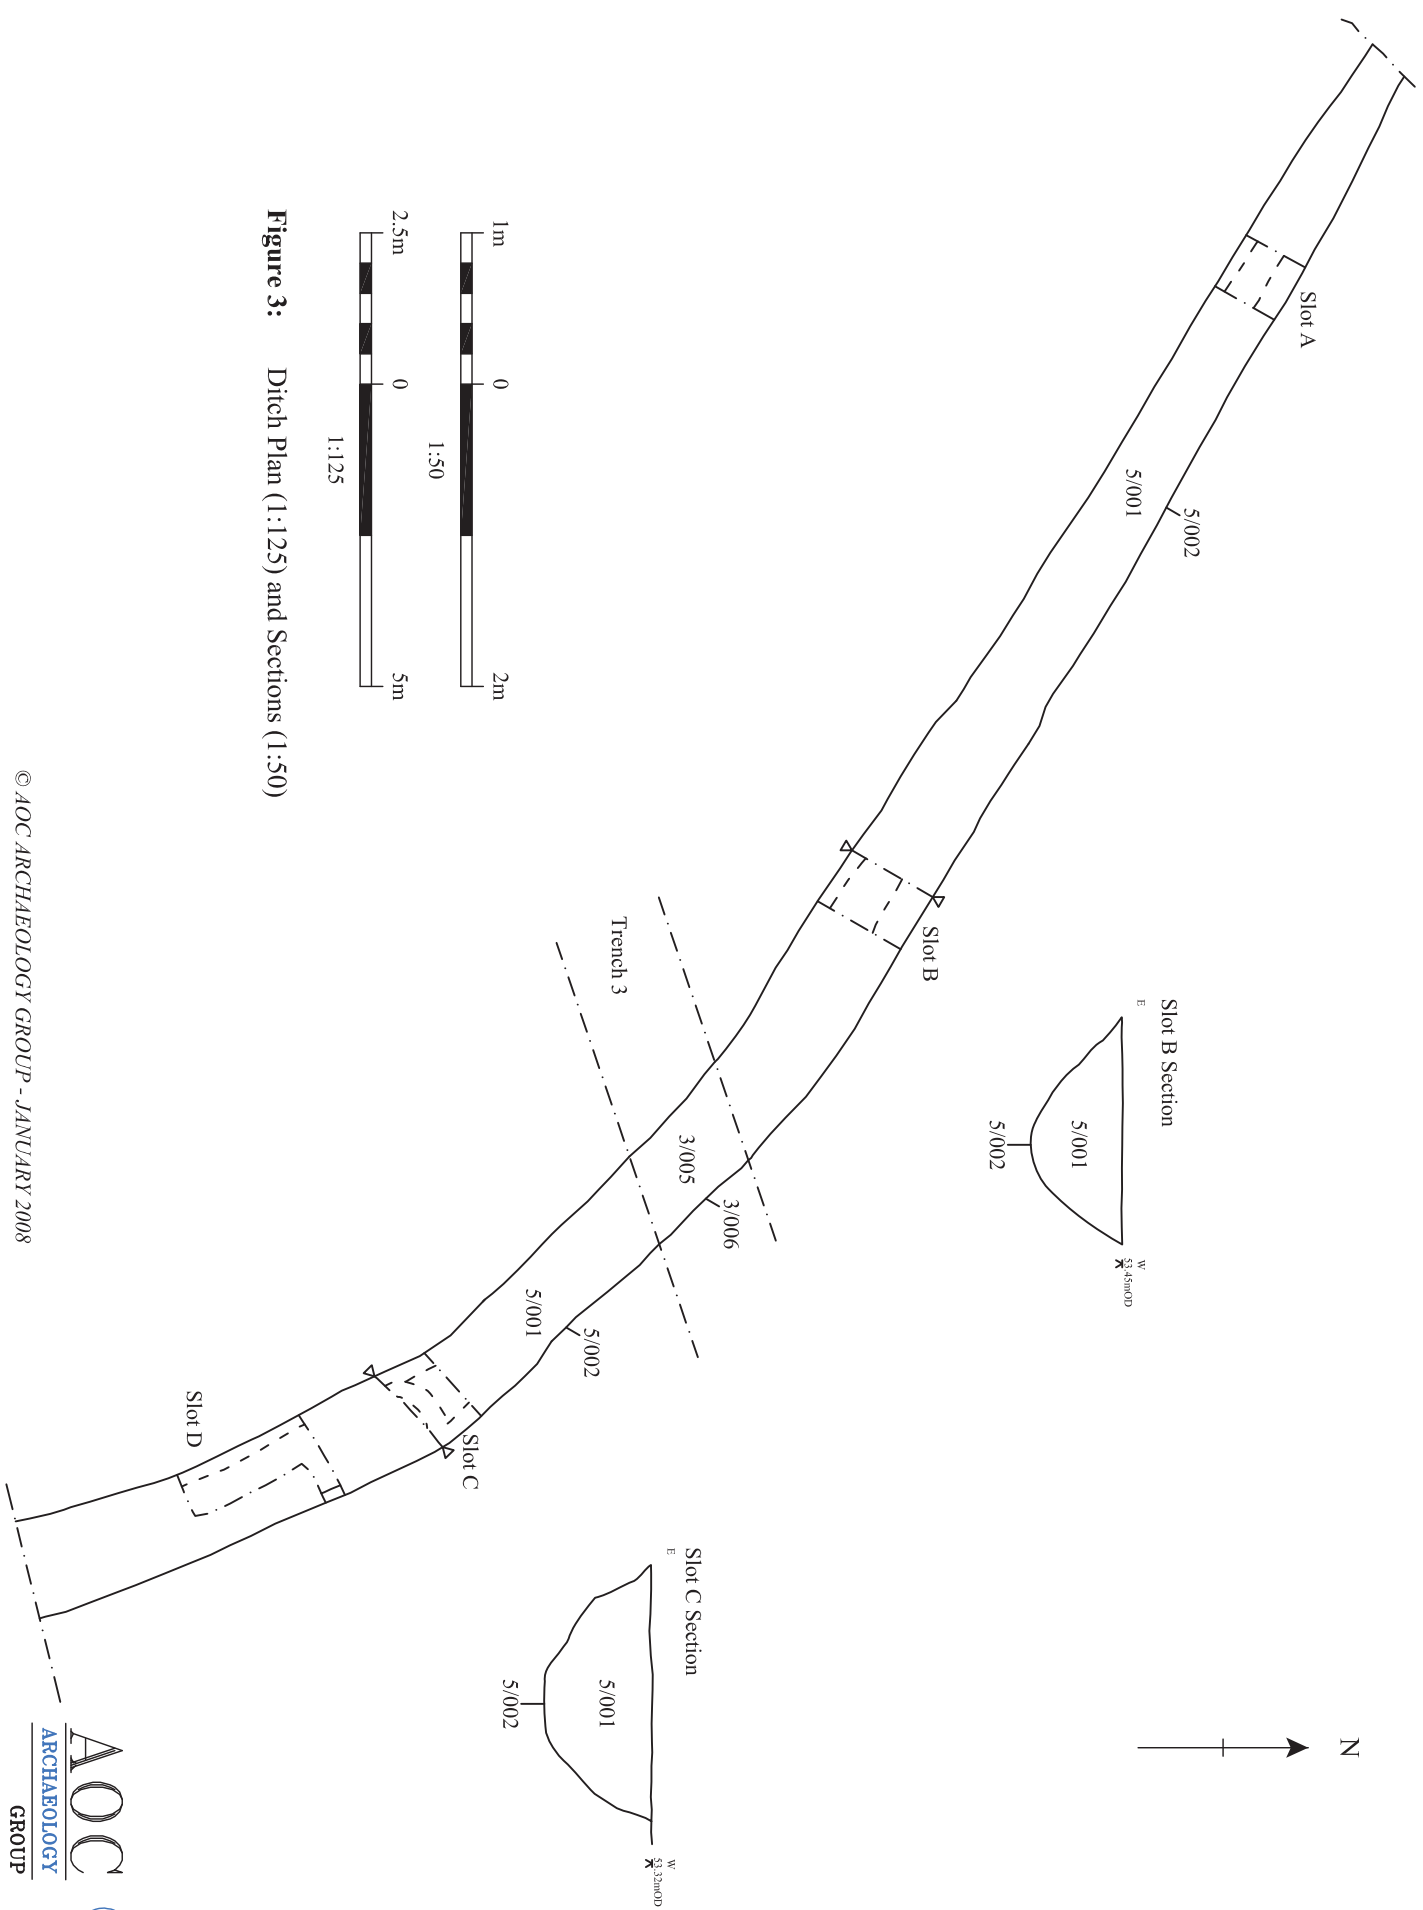 N
Slot A
5/002
5/001
Slot B
Slot B Section
E
W
53.45mOD
5/001
5/002
Trench 3
3/005
3/006
5/001
5/002
Slot C
Slot C Section
E
W
53.32mOD
5/001
5/002
Slot D
1m
0
2m
1:50
2.5m
0
5m
1:125
Figure 3: Ditch Plan (1:125) and Sections (1:50)
© AOC ARCHAEOLOGY GROUP - JANUARY 2008
AOC
ARCHAEOLOGY
GROUP